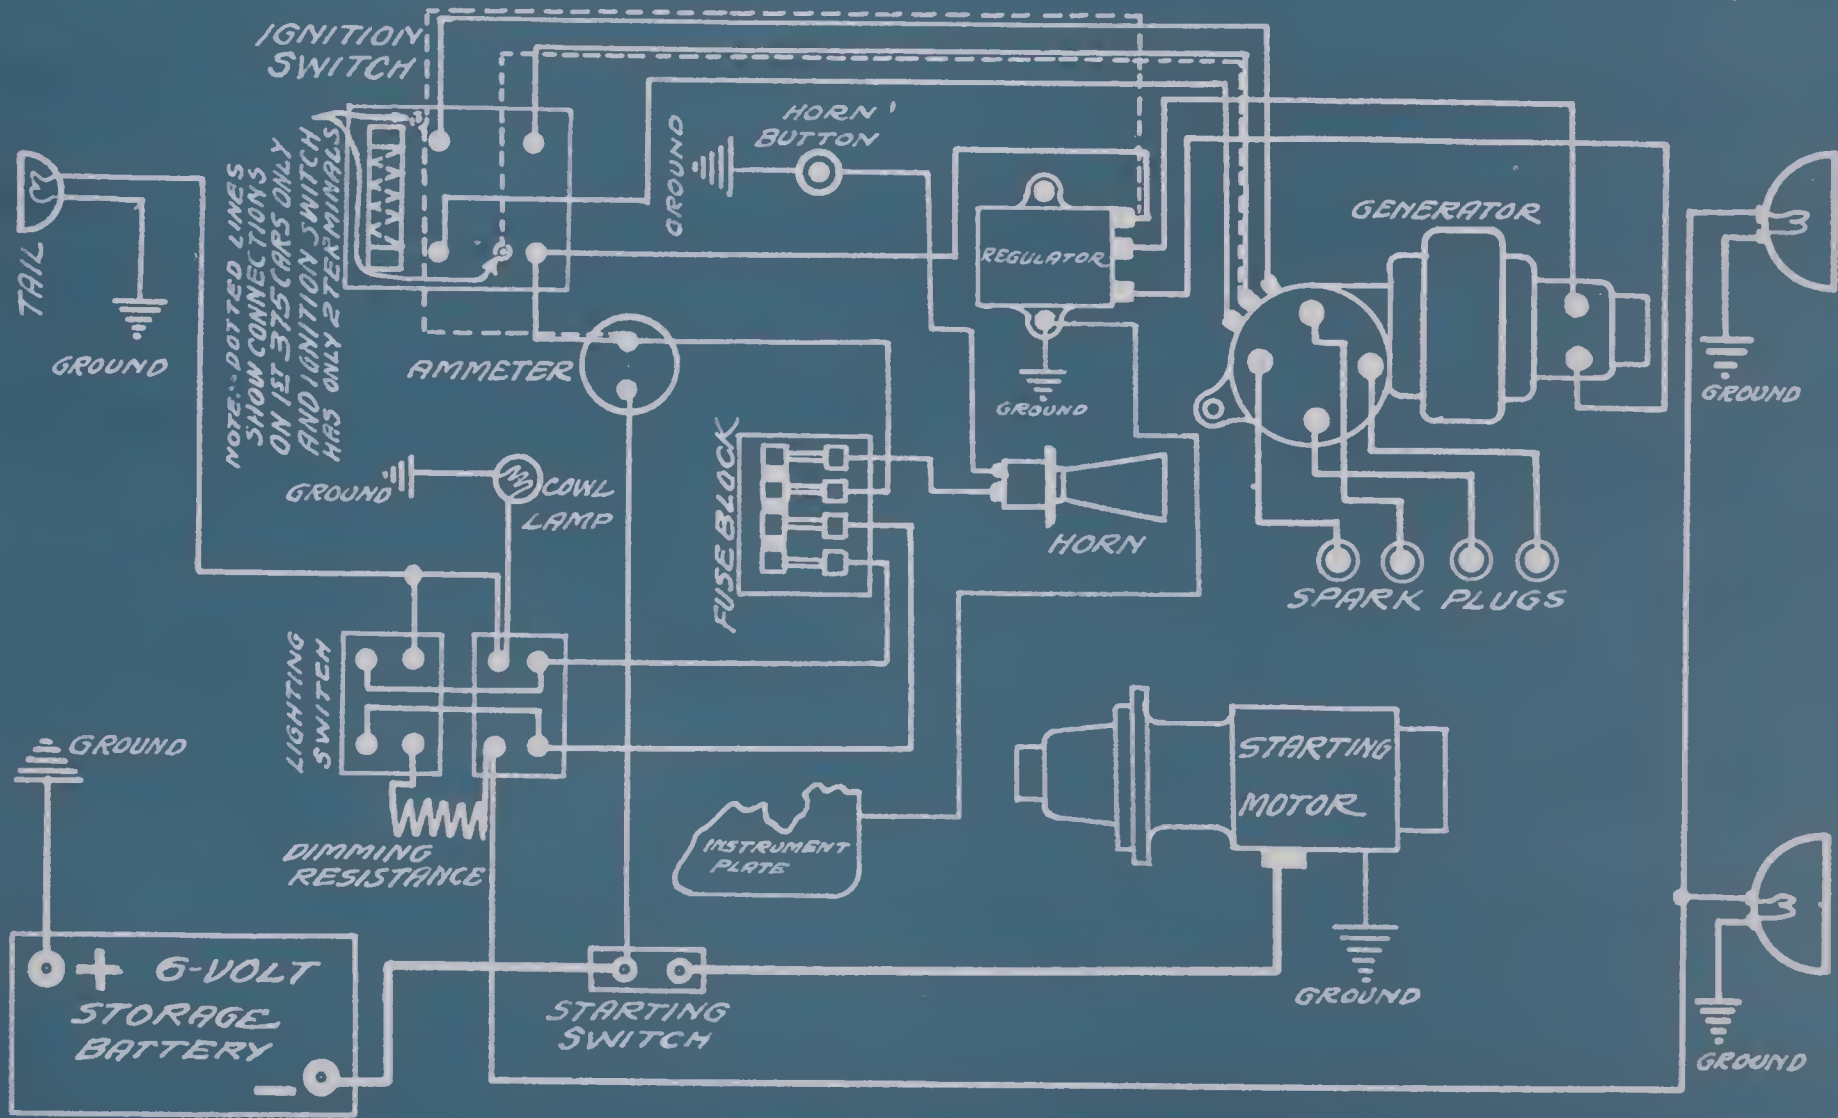 IGNITION
SWITCH
HORN
BUTTON
GROUND
NOTE:- DOTTED LINES
SHOW CONNECTIONS
ON 1ST 375 CARS ONLY
AND IGNITION SWITCH
HAS ONLY 2 TERMINALS
TAIL
GROUND
REGULATOR
GENERATOR
GROUND
AMMETER
GROUND
GROUND
COWL
LAMP
FUSE BLOCK
HORN
SPARK PLUGS
LIGHTING
SWITCH
GROUND
DIMMING
RESISTANCE
INSTRUMENT
PLATE
STARTING
MOTOR
GROUND
+ 6-VOLT
STORAGE
BATTERY
-
STARTING
SWITCH
GROUND